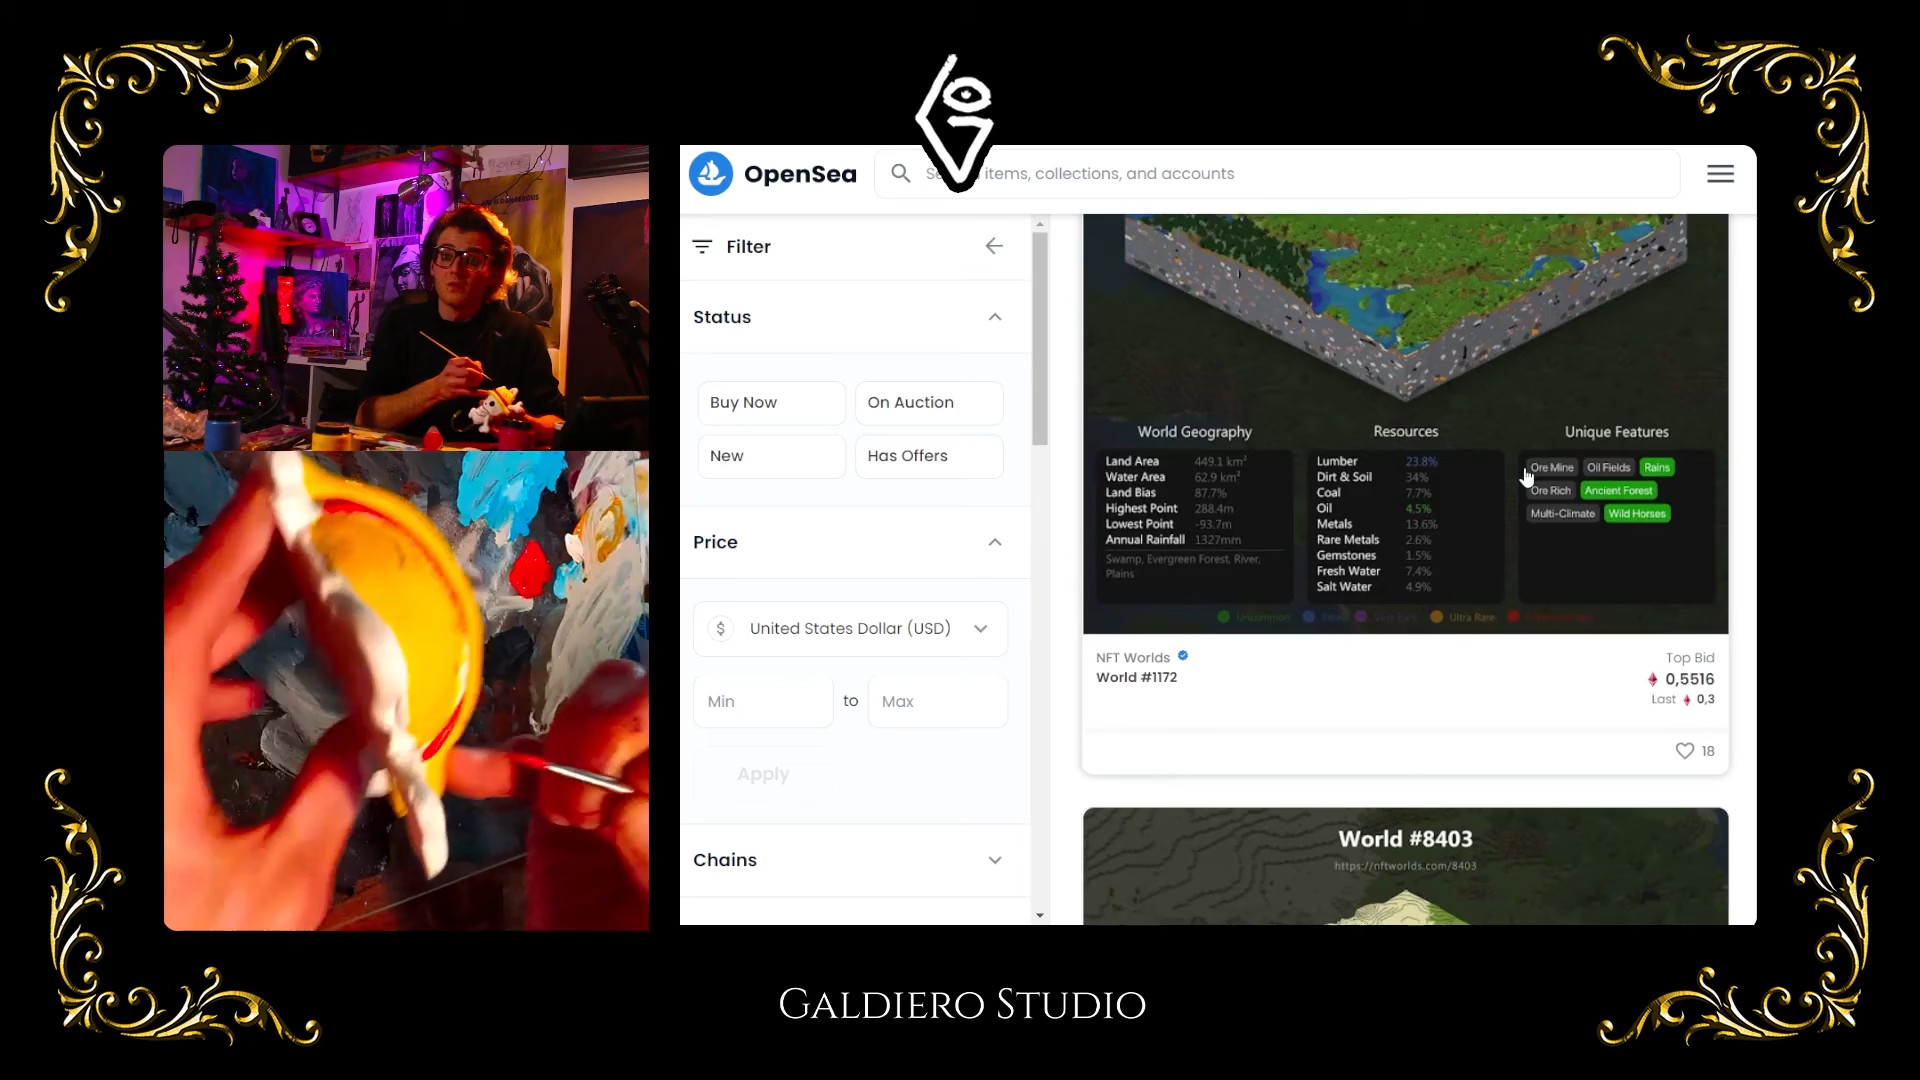 OpenSea
items, collections, and accounts
Filter
Status
Buy Now
On Auction
New
Has Offers
Price
$ United States Dollar (USD)
Min to Max
Apply
Chains
World Geography
Land Area 449.1 km²
Water Area 62.9 km²
Land Bias 87.7%
Highest Point 288.4m
Lowest Point -93.7m
Annual Rainfall 1327mm
Swamp, Evergreen Forest, River,
Plains
Resources
Lumber 23.8%
Dirt & Soil 34%
Coal 7.7%
Oil 4.5%
Metals 13.6%
Rare Metals 2.6%
Gemstones 1.5%
Fresh Water 7.4%
Salt Water 4.9%
Unique Features
Ore Mine Oil Fields Rains
Ore Rich Ancient Forest
Multi-Climate Wild Horses
Uncommon Rare Very Rare Ultra Rare
NFT Worlds
World #1172
Top Bid
0,5516
Last 0,3
18
World #8403
https://nftworlds.com/8403
Galdiero Studio